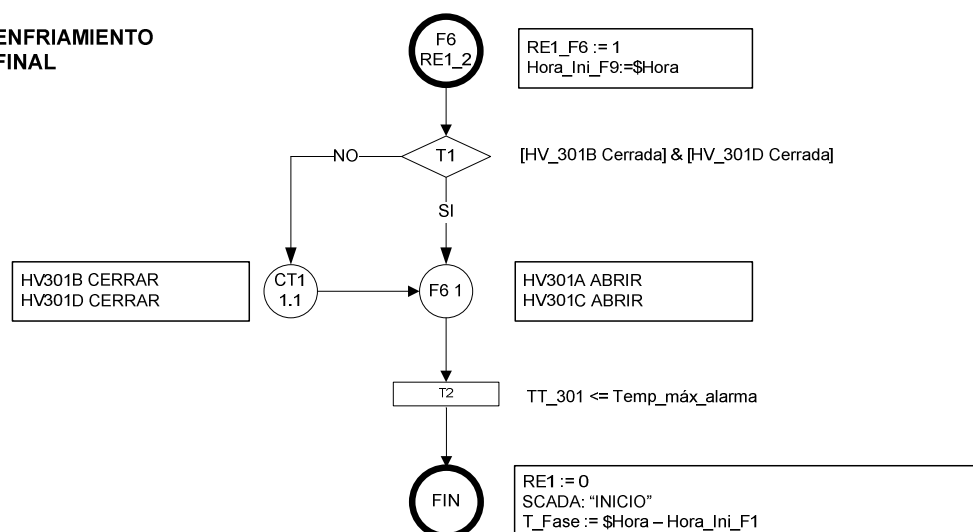 ENFRIAMIENTO
FINAL
F6
RE1_2
RE1_F6 := 1
Hora_Ini_F9:=$Hora
NO
T1
[HV_301B Cerrada] & [HV_301D Cerrada]
SI
HV301B CERRAR
HV301D CERRAR
CT1
1.1
F6 1
HV301A ABRIR
HV301C ABRIR
T2
TT_301 <= Temp_máx_alarma
FIN
RE1 := 0
SCADA: “INICIO”
T_Fase := $Hora – Hora_Ini_F1